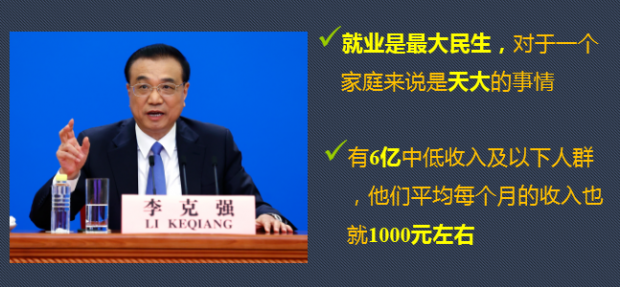 就业是最大民生，对于一个
家庭来说是天大的事情
有6亿中低收入及以下人群
，他们平均每个月的收入也
就1000元左右
李克强
LI KEQIANG